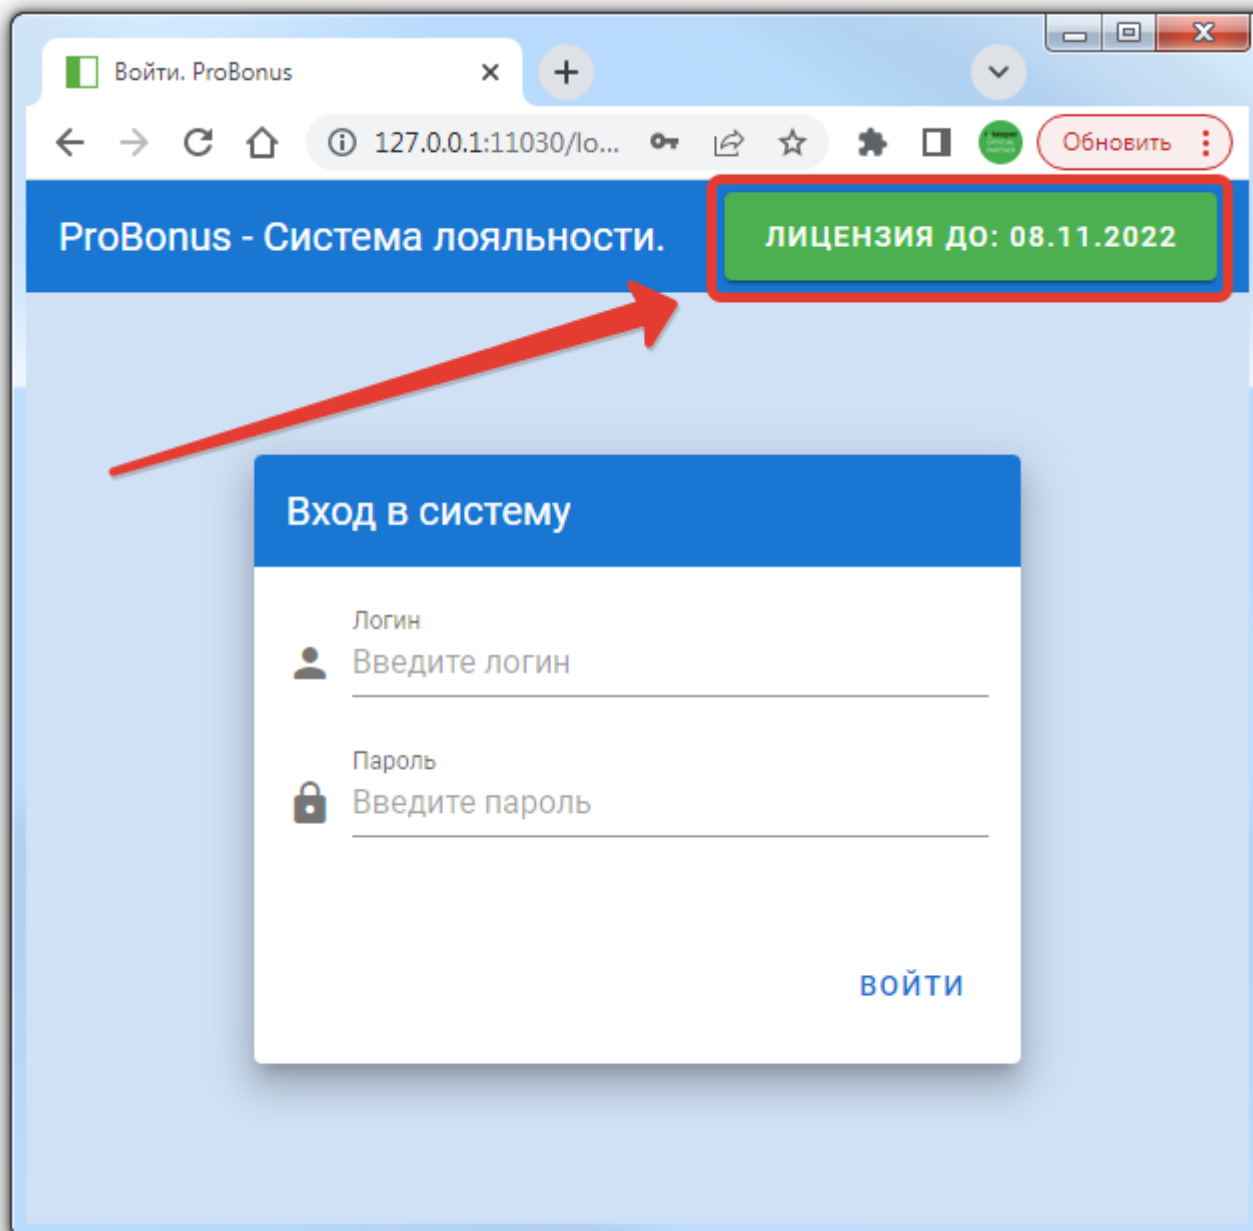 Войти. ProBonus
127.0.0.1:11030/lo...
Обновить
ProBonus - Система лояльности.
ЛИЦЕНЗИЯ ДО: 08.11.2022
Вход в систему
Логин
Введите логин
Пароль
Введите пароль
ВОЙТИ